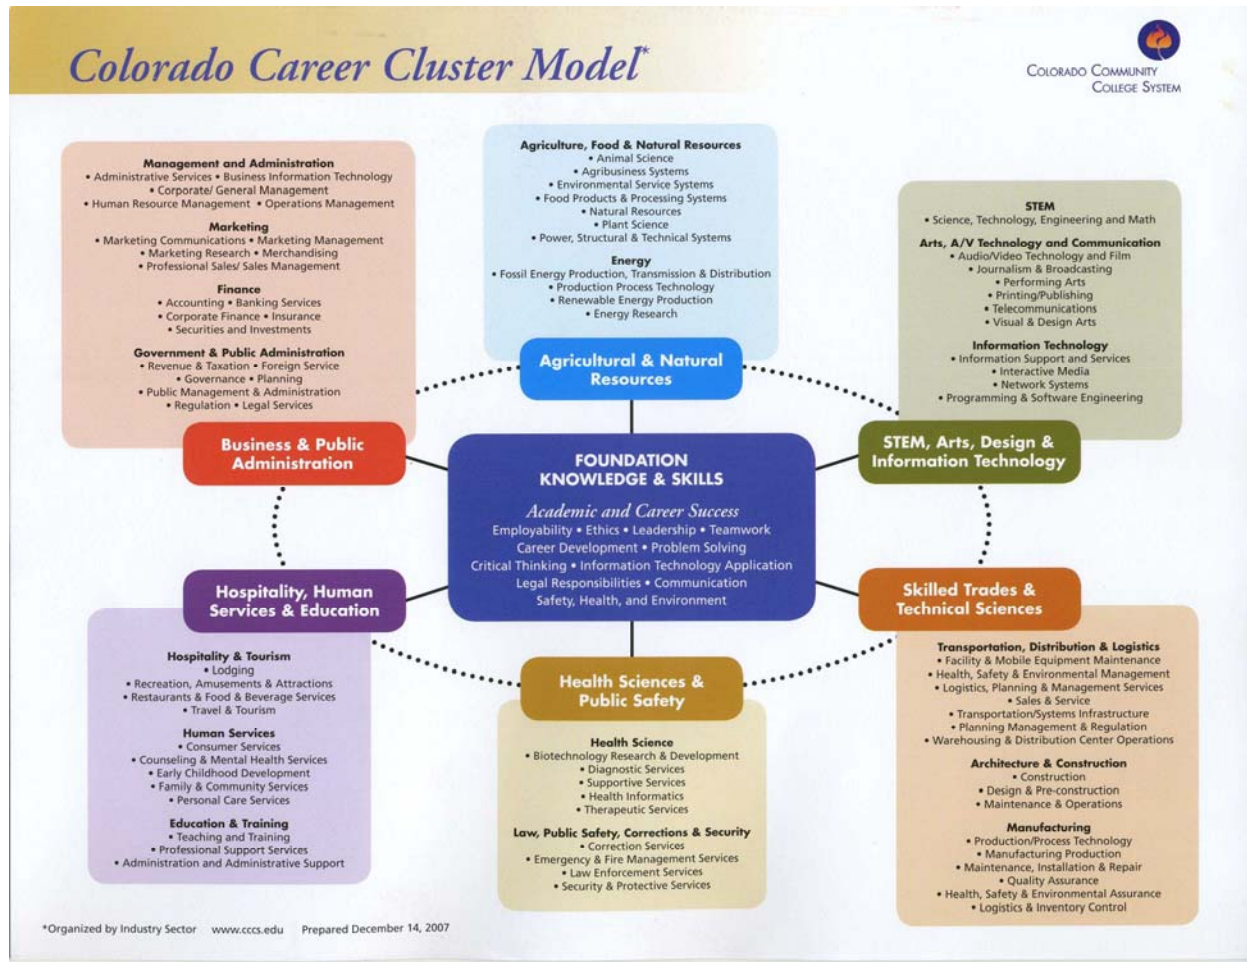 Colorado Career Cluster Model*
COLORADO COMMUNITY
COLLEGE SYSTEM
Management and Administration
• Administrative Services • Business Information Technology
• Corporate/ General Management
• Human Resource Management • Operations Management
Marketing
• Marketing Communications • Marketing Management
• Marketing Research • Merchandising
• Professional Sales/ Sales Management
Finance
• Accounting • Banking Services
• Corporate Finance • Insurance
• Securities and Investments
Government & Public Administration
• Revenue & Taxation • Foreign Service
• Governance • Planning
• Public Management & Administration
• Regulation • Legal Services
Business & Public
Administration
Agriculture, Food & Natural Resources
• Animal Science
• Agribusiness Systems
• Environmental Service Systems
• Food Products & Processing Systems
• Natural Resources
• Plant Science
• Power, Structural & Technical Systems
Energy
• Fossil Energy Production, Transmission & Distribution
• Production Process Technology
• Renewable Energy Production
• Energy Research
Agricultural & Natural
Resources
STEM
• Science, Technology, Engineering and Math
Arts, A/V Technology and Communication
• Audio/Video Technology and Film
• Journalism & Broadcasting
• Performing Arts
• Printing/Publishing
• Telecommunications
• Visual & Design Arts
Information Technology
• Information Support and Services
• Interactive Media
• Network Systems
• Programming & Software Engineering
STEM, Arts, Design &
Information Technology
FOUNDATION
KNOWLEDGE & SKILLS
Academic and Career Success
Employability • Ethics • Leadership • Teamwork
Career Development • Problem Solving
Critical Thinking • Information Technology Application
Legal Responsibilities • Communication
Safety, Health, and Environment
Hospitality, Human
Services & Education
Hospitality & Tourism
• Lodging
• Recreation, Amusements & Attractions
• Restaurants & Food & Beverage Services
• Travel & Tourism
Human Services
• Consumer Services
• Counseling & Mental Health Services
• Early Childhood Development
• Family & Community Services
• Personal Care Services
Education & Training
• Teaching and Training
• Professional Support Services
• Administration and Administrative Support
Health Sciences &
Public Safety
Health Science
• Biotechnology Research & Development
• Diagnostic Services
• Supportive Services
• Health Informatics
• Therapeutic Services
Law, Public Safety, Corrections & Security
• Correction Services
• Emergency & Fire Management Services
• Law Enforcement Services
• Security & Protective Services
Skilled Trades &
Technical Sciences
Transportation, Distribution & Logistics
• Facility & Mobile Equipment Maintenance
• Health, Safety & Environmental Management
• Logistics, Planning & Management Services
• Sales & Service
• Transportation/Systems Infrastructure
• Planning Management & Regulation
• Warehousing & Distribution Center Operations
Architecture & Construction
• Construction
• Design & Pre-construction
• Maintenance & Operations
Manufacturing
• Production/Process Technology
• Manufacturing Production
• Maintenance, Installation & Repair
• Quality Assurance
• Health, Safety & Environmental Assurance
• Logistics & Inventory Control
*Organized by Industry Sector www.cccs.edu Prepared December 14, 2007